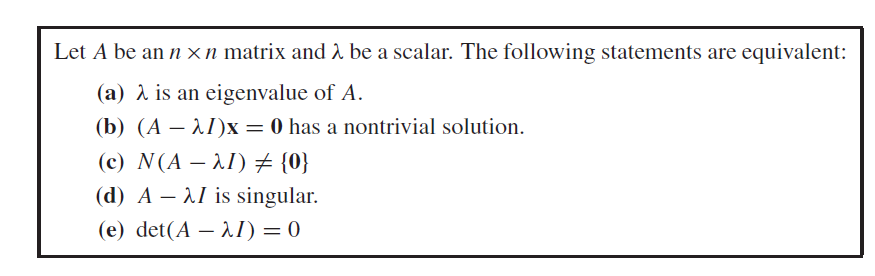 Let A be an n × n matrix and λ be a scalar. The following statements are equivalent:
(a) λ is an eigenvalue of A.
(b) (A − λI)x = 0 has a nontrivial solution.
(c) N(A − λI) ≠ {0}
(d) A − λI is singular.
(e) det(A − λI) = 0